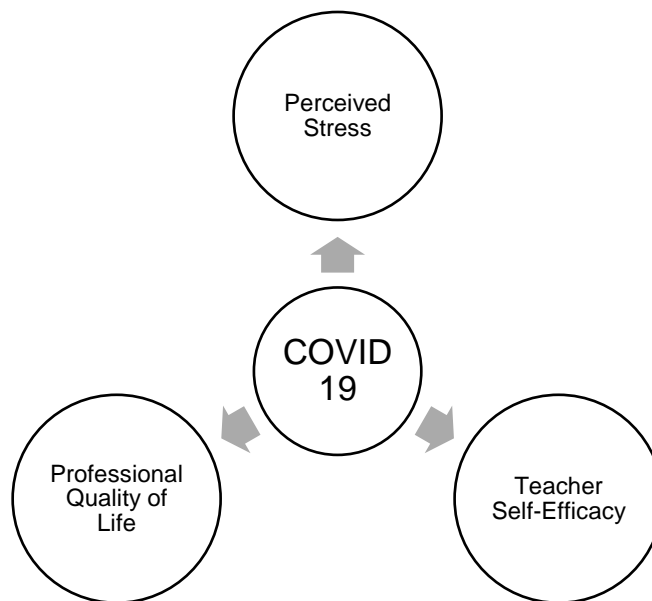 Perceived
Stress
COVID
19
Professional
Quality of
Life
Teacher
Self-Efficacy